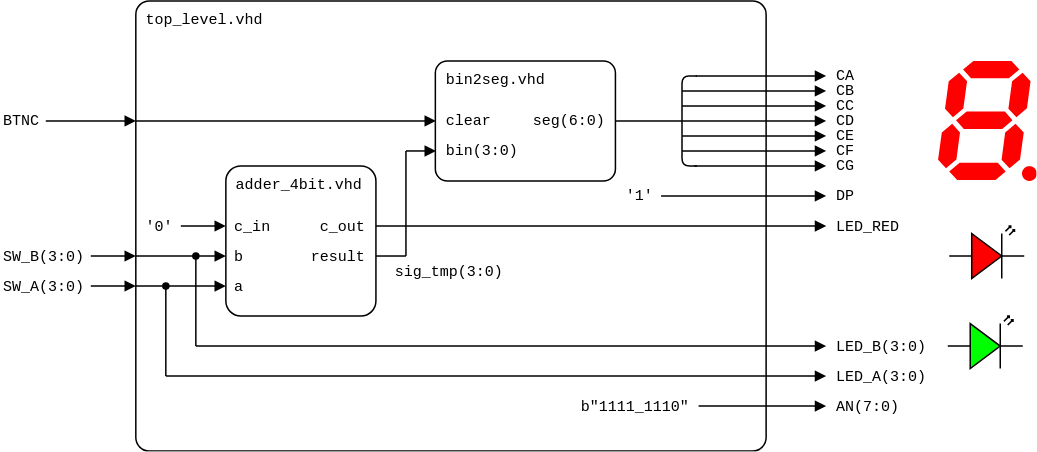 top_level.vhd
bin2seg.vhd
CA
CB
CC
BTNC
clear
seg(6:0)
CD
CE
bin(3:0)
CF
CG
adder_4bit.vhd
'1'
DP
'0'
c_in
c_out
LED_RED
SW_B(3:0)
b
result
sig_tmp(3:0)
SW_A(3:0)
a
LED_B(3:0)
LED_A(3:0)
b"1111_1110"
AN(7:0)